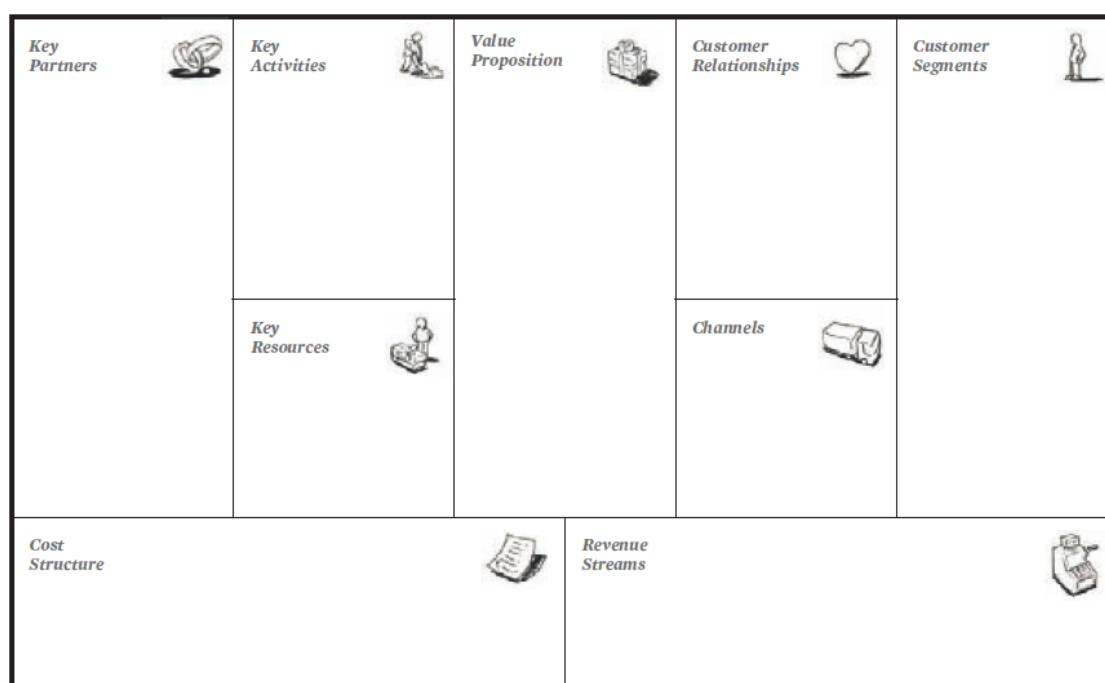 Key
Partners
Key
Activities
Value
Proposition
Customer
Relationships
Customer
Segments
Key
Resources
Channels
Cost
Structure
Revenue
Streams